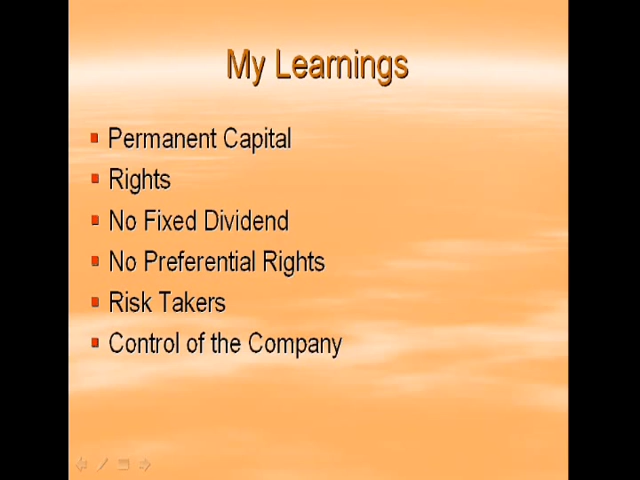 My Learnings
Permanent Capital
Rights
No Fixed Dividend
No Preferential Rights
Risk Takers
Control of the Company